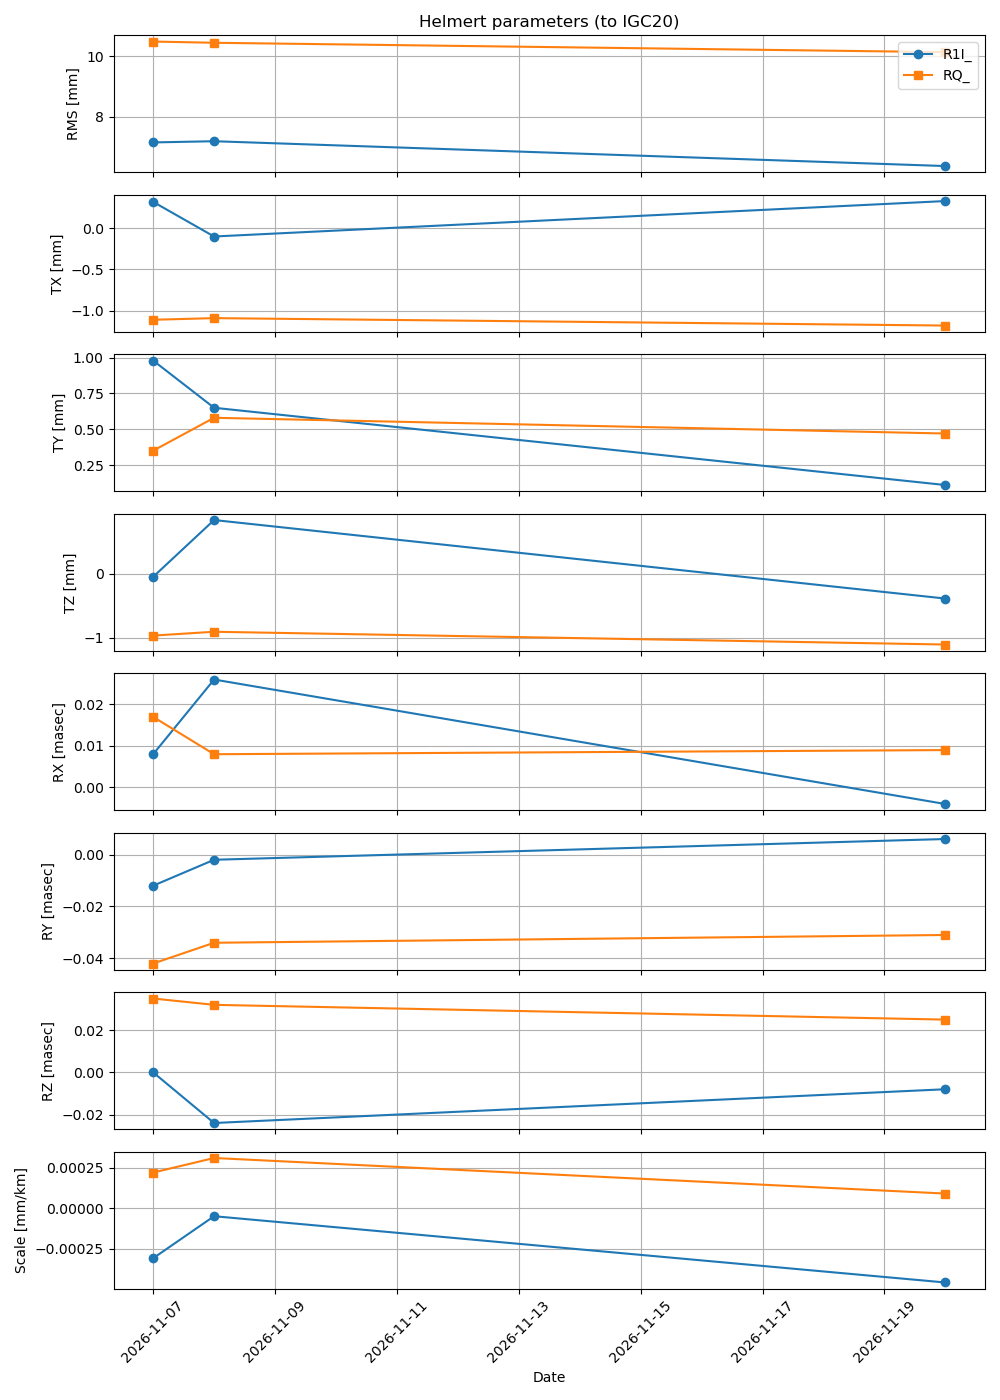 Helmert parameters (to IGC20)
RMS [mm]
10
8
R1I_
RQ_
TX [mm]
0.0
−0.5
−1.0
TY [mm]
1.00
0.75
0.50
0.25
TZ [mm]
0
−1
RX [masec]
0.02
0.01
0.00
RY [masec]
0.00
−0.02
−0.04
RZ [masec]
0.02
0.00
−0.02
Scale [mm/km]
0.00025
0.00000
−0.00025
2026-11-07
2026-11-09
2026-11-11
2026-11-13
2026-11-15
2026-11-17
2026-11-19
Date